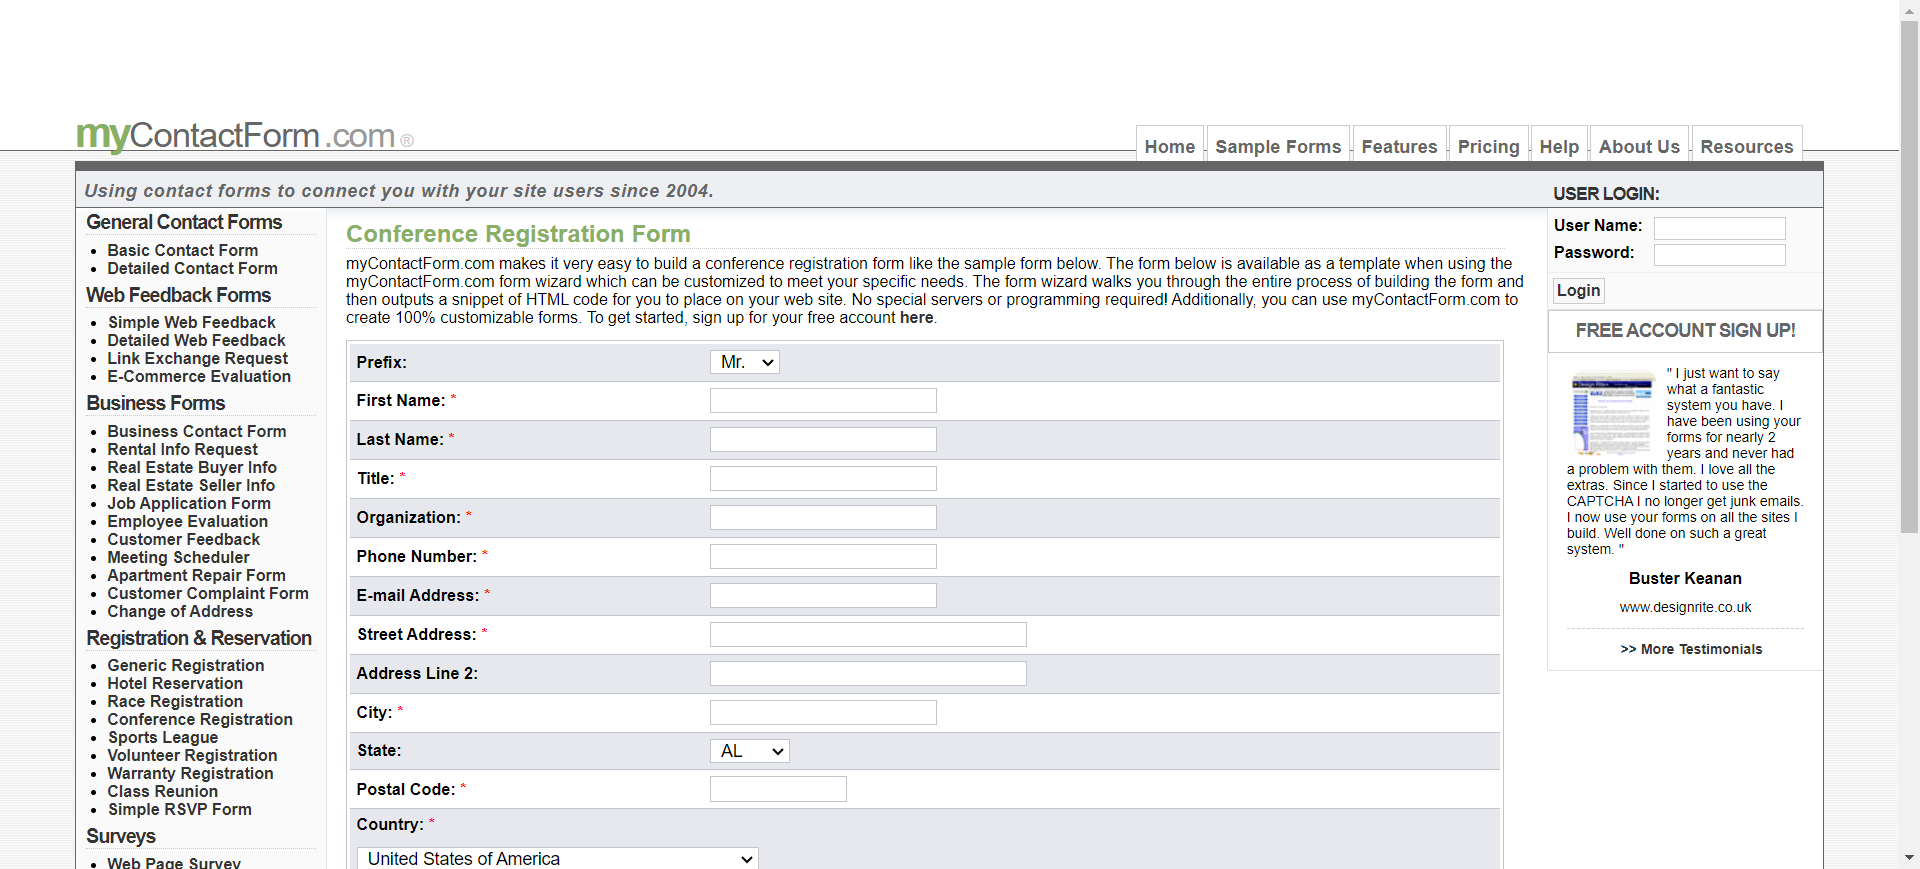 myContactForm.com®
Home
Sample Forms
Features
Pricing
Help
About Us
Resources
Using contact forms to connect you with your site users since 2004.
General Contact Forms
Basic Contact Form
Detailed Contact Form
Web Feedback Forms
Simple Web Feedback
Detailed Web Feedback
Link Exchange Request
E-Commerce Evaluation
Business Forms
Business Contact Form
Rental Info Request
Real Estate Buyer Info
Real Estate Seller Info
Job Application Form
Employee Evaluation
Customer Feedback
Meeting Scheduler
Apartment Repair Form
Customer Complaint Form
Change of Address
Registration & Reservation
Generic Registration
Hotel Reservation
Race Registration
Conference Registration
Sports League
Volunteer Registration
Warranty Registration
Class Reunion
Simple RSVP Form
Surveys
Web Page Survey
Conference Registration Form
myContactForm.com makes it very easy to build a conference registration form like the sample form below. The form below is available as a template when using the
myContactForm.com form wizard which can be customized to meet your specific needs. The form wizard walks you through the entire process of building the form and
then outputs a snippet of HTML code for you to place on your web site. No special servers or programming required! Additionally, you can use myContactForm.com to
create 100% customizable forms. To get started, sign up for your free account here.
Prefix: Mr.
First Name: *
Last Name: *
Title: *
Organization: *
Phone Number: *
E-mail Address: *
Street Address: *
Address Line 2:
City: *
State: AL
Postal Code: *
Country: *
United States of America
USER LOGIN:
User Name:
Password:
Login
FREE ACCOUNT SIGN UP!
" I just want to say
what a fantastic
system you have. I
have been using your
forms for nearly 2
years and never had
a problem with them. I love all the
extras. Since I started to use the
CAPTCHA I no longer get junk emails.
I now use your forms on all the sites I
build. Well done on such a great
system. "
Buster Keanan
www.designrite.co.uk
>> More Testimonials